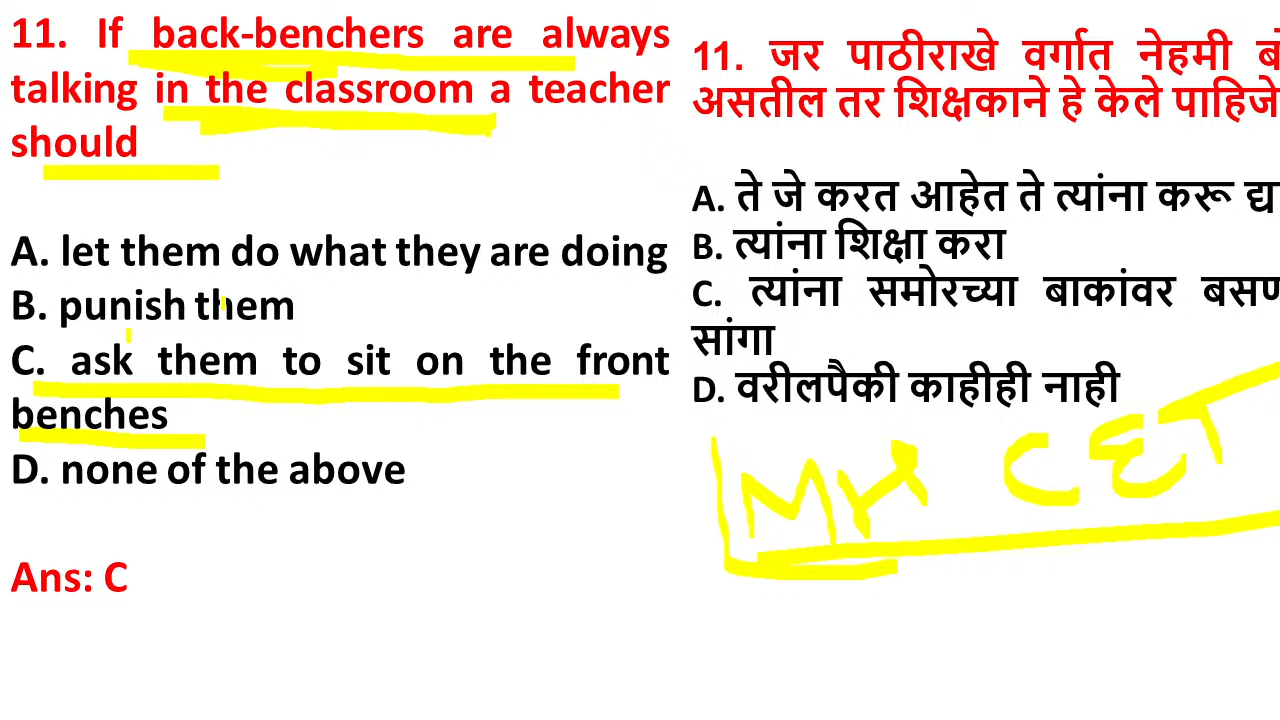 11. If back-benchers are always
talking in the classroom a teacher
should
A. let them do what they are doing
B. punish them
C. ask them to sit on the front
benches
D. none of the above
Ans: C
11. जर पाठीराखे वर्गात नेहमी
असतील तर शिक्षकाने हे केले पाहिजे
A. ते जे करत आहेत ते त्यांना करू
B. त्यांना शिक्षा करा
C. त्यांना समोरच्या बाकांवर
सांगा
D. वरीलपैकी काहीही नाही
MH CET